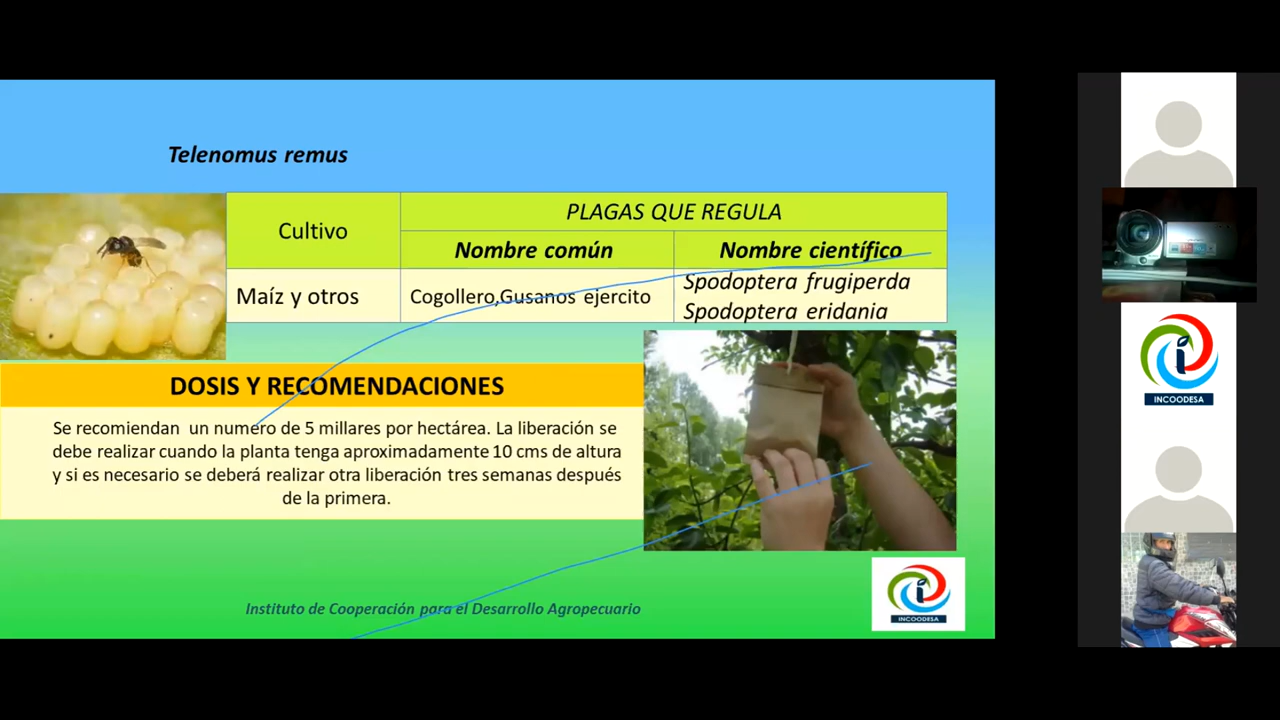 Telenomus remus
Cultivo
PLAGAS QUE REGULA
Nombre común
Nombre científico
Maíz y otros
Cogollero,Gusanos ejercito
Spodoptera frugiperda
Spodoptera eridania
DOSIS Y RECOMENDACIONES
Se recomiendan un numero de 5 millares por hectárea. La liberación se
debe realizar cuando la planta tenga aproximadamente 10 cms de altura
y si es necesario se deberá realizar otra liberación tres semanas después
de la primera.
Instituto de Cooperación para el Desarrollo Agropecuario
INCOODESA
INCOODESA